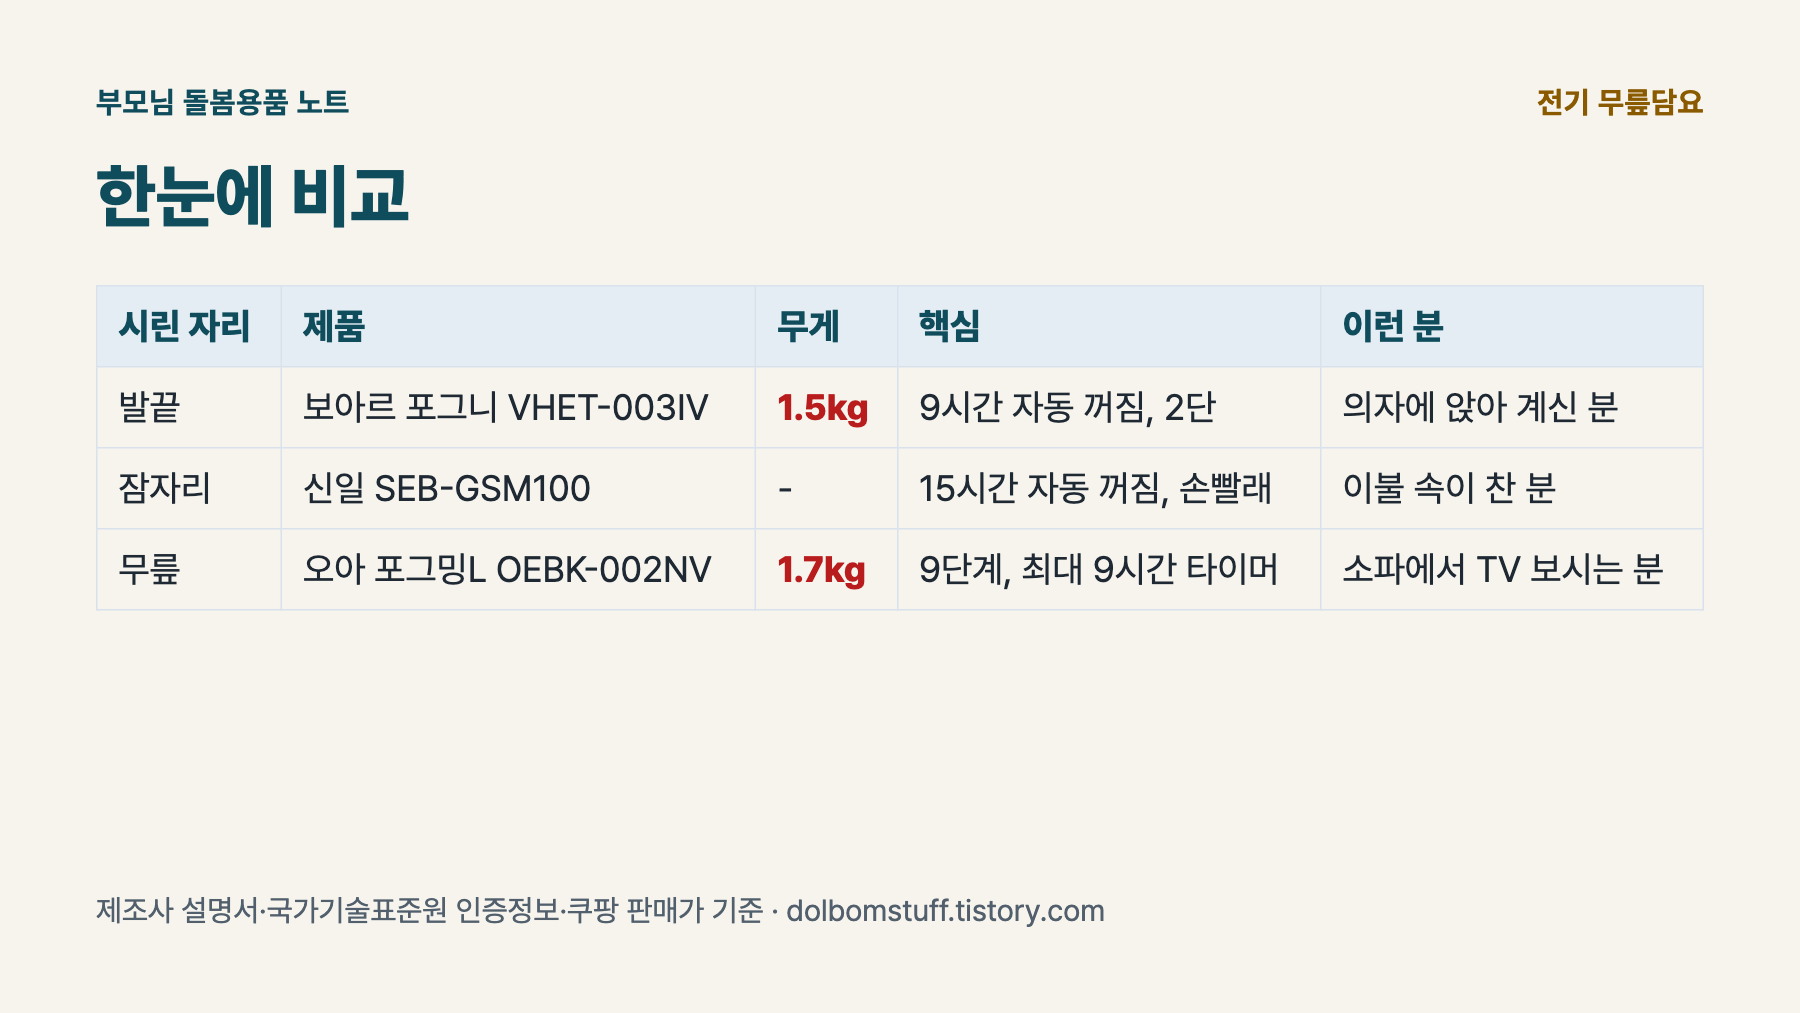 부모님 돌봄용품 노트
전기 무릎담요
한눈에 비교
시린 자리 제품 무게 핵심 이런 분
발끝 보아르 포그니 VHET-003IV 1.5kg 9시간 자동 꺼짐, 2단 의자에 앉아 계신 분
잠자리 신일 SEB-GSM100 - 15시간 자동 꺼짐, 손빨래 이불 속이 찬 분
무릎 오아 포그밍L OEBK-002NV 1.7kg 9단계, 최대 9시간 타이머 소파에서 TV 보시는 분
제조사 설명서·국가기술표준원 인증정보·쿠팡 판매가 기준 · dolbomstuff.tistory.com